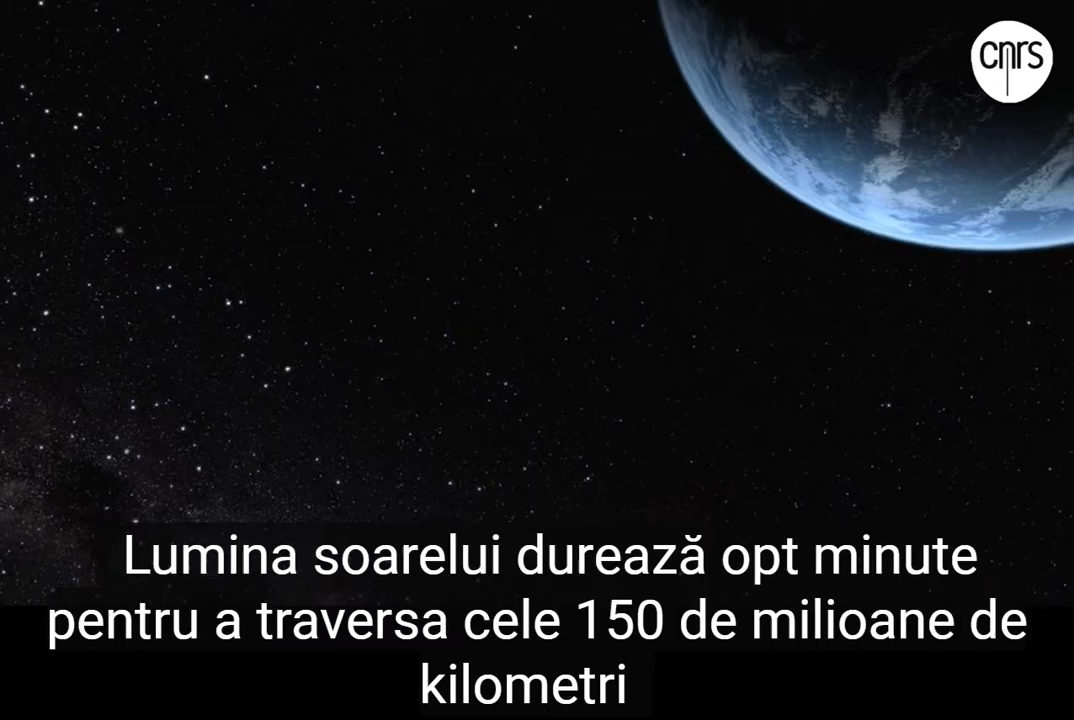 cnrs
Lumina soarelui durează opt minute
pentru a traversa cele 150 de milioane de
kilometri